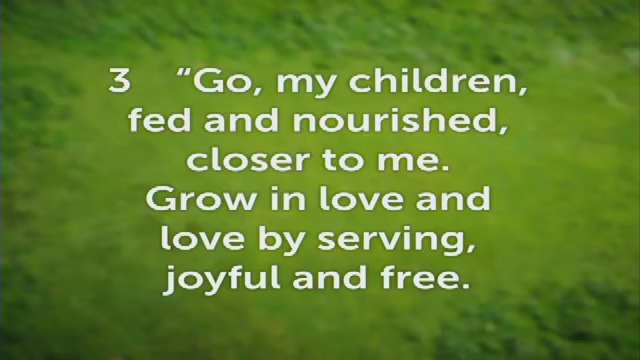 3 “Go, my children,
fed and nourished,
closer to me.
Grow in love and
love by serving,
joyful and free.